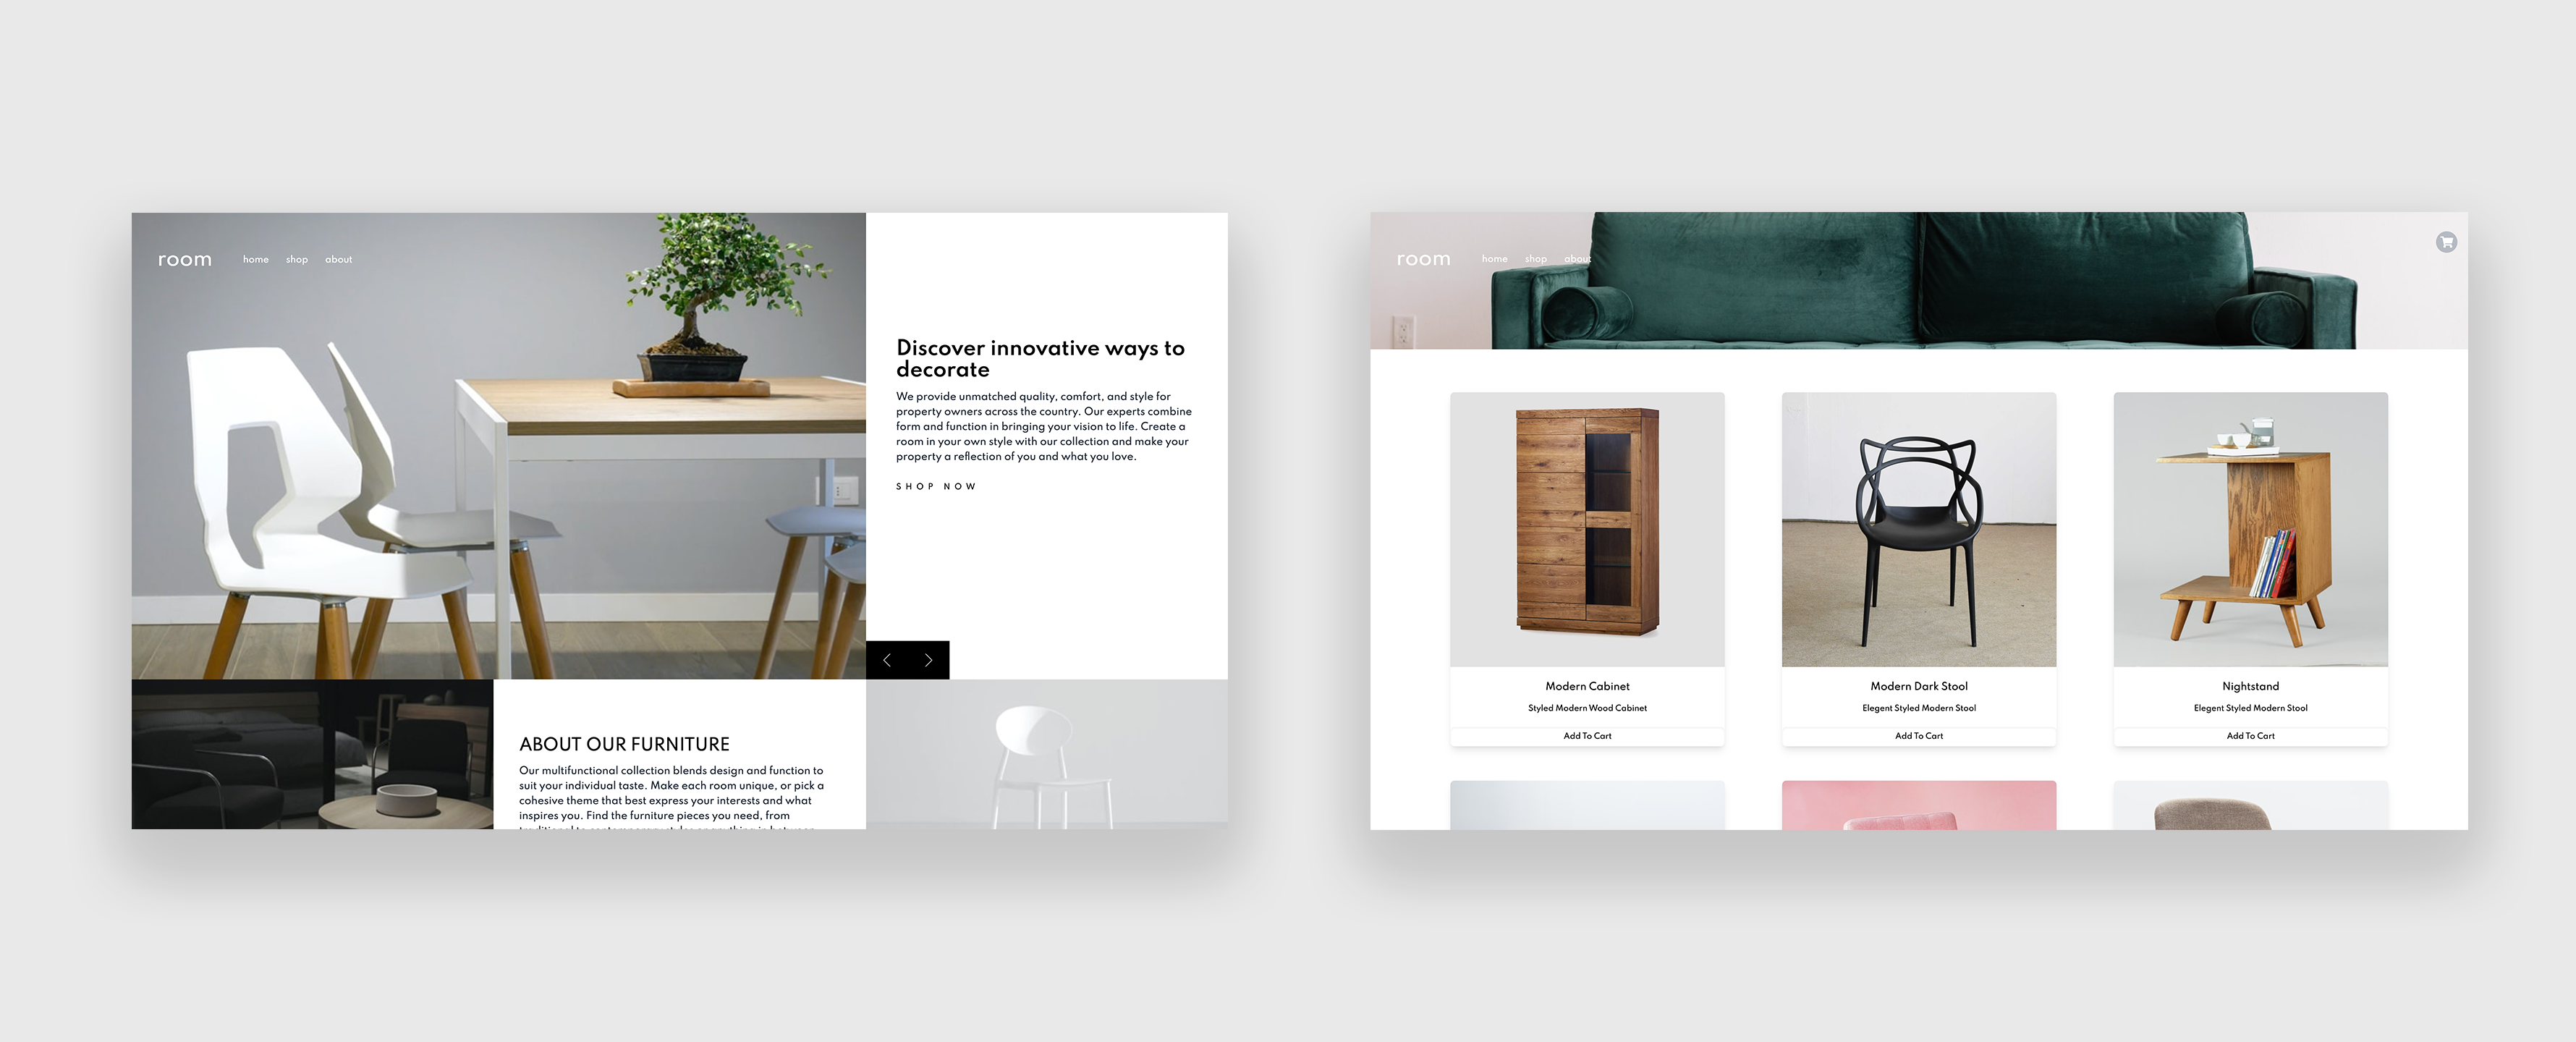 room
home shop about
Discover innovative ways to
decorate
We provide unmatched quality, comfort, and style for
property owners across the country. Our experts combine
form and function in bringing your vision to life. Create a
room in your own style with our collection and make your
property a reflection of you and what you love.
SHOP NOW
ABOUT OUR FURNITURE
Our multifunctional collection blends design and function to
suit your individual taste. Make each room unique, or pick a
cohesive theme that best express your interests and what
inspires you. Find the furniture pieces you need, from
room
home shop about
Modern Cabinet
Styled Modern Wood Cabinet
Add To Cart
Modern Dark Stool
Elegent Styled Modern Stool
Add To Cart
Nightstand
Elegent Styled Modern Stool
Add To Cart